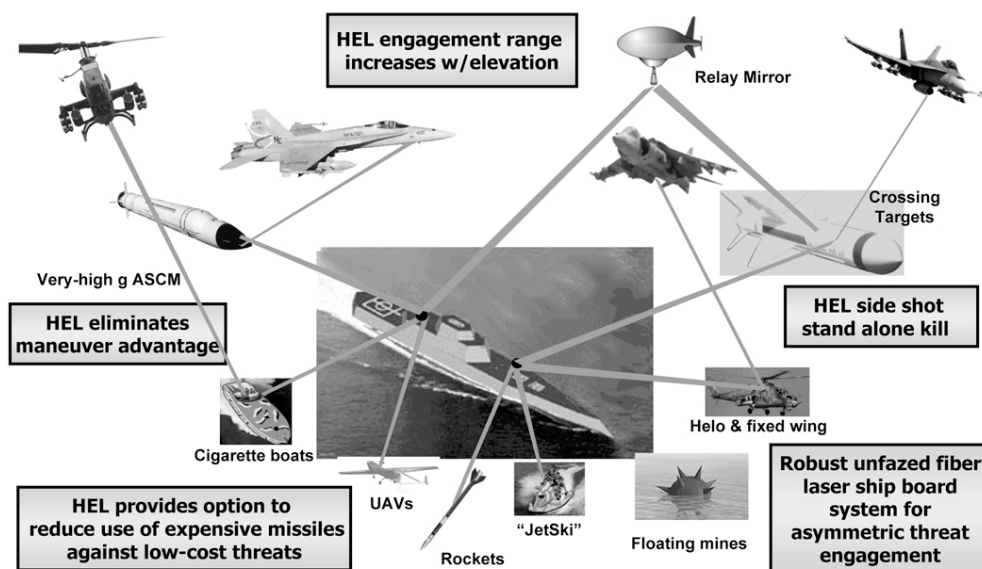 HEL engagement range
increases w/elevation
Relay Mirror
Crossing
Targets
Very-high g ASCM
HEL eliminates
maneuver advantage
HEL side shot
stand alone kill
Cigarette boats
Helo & fixed wing
UAVs
Rockets
“JetSki”
Floating mines
HEL provides option to
reduce use of expensive missiles
against low-cost threats
Robust unfazed fiber
laser ship board
system for
asymmetric threat
engagement